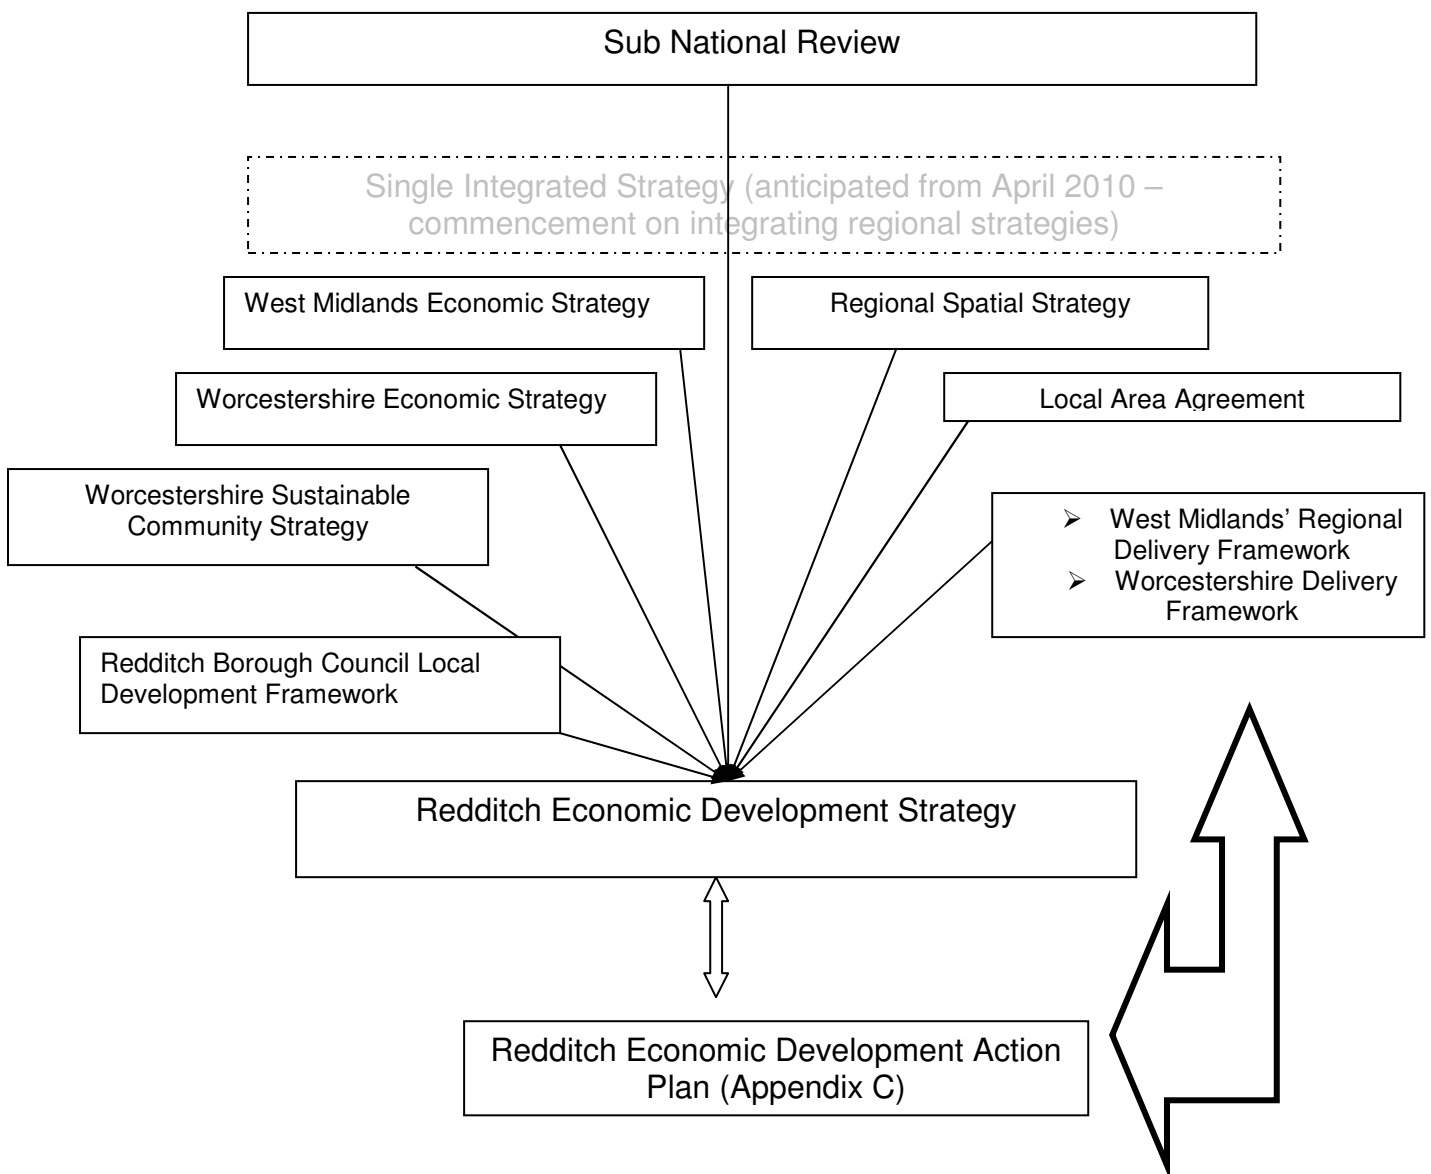 Sub National Review
Single Integrated Strategy (anticipated from April 2010 –
commencement on integrating regional strategies)
West Midlands Economic Strategy
Regional Spatial Strategy
Worcestershire Economic Strategy
Local Area Agreement
Worcestershire Sustainable
Community Strategy
➢ West Midlands’ Regional
Delivery Framework
➢ Worcestershire Delivery
Framework
Redditch Borough Council Local
Development Framework
Redditch Economic Development Strategy
Redditch Economic Development Action
Plan (Appendix C)